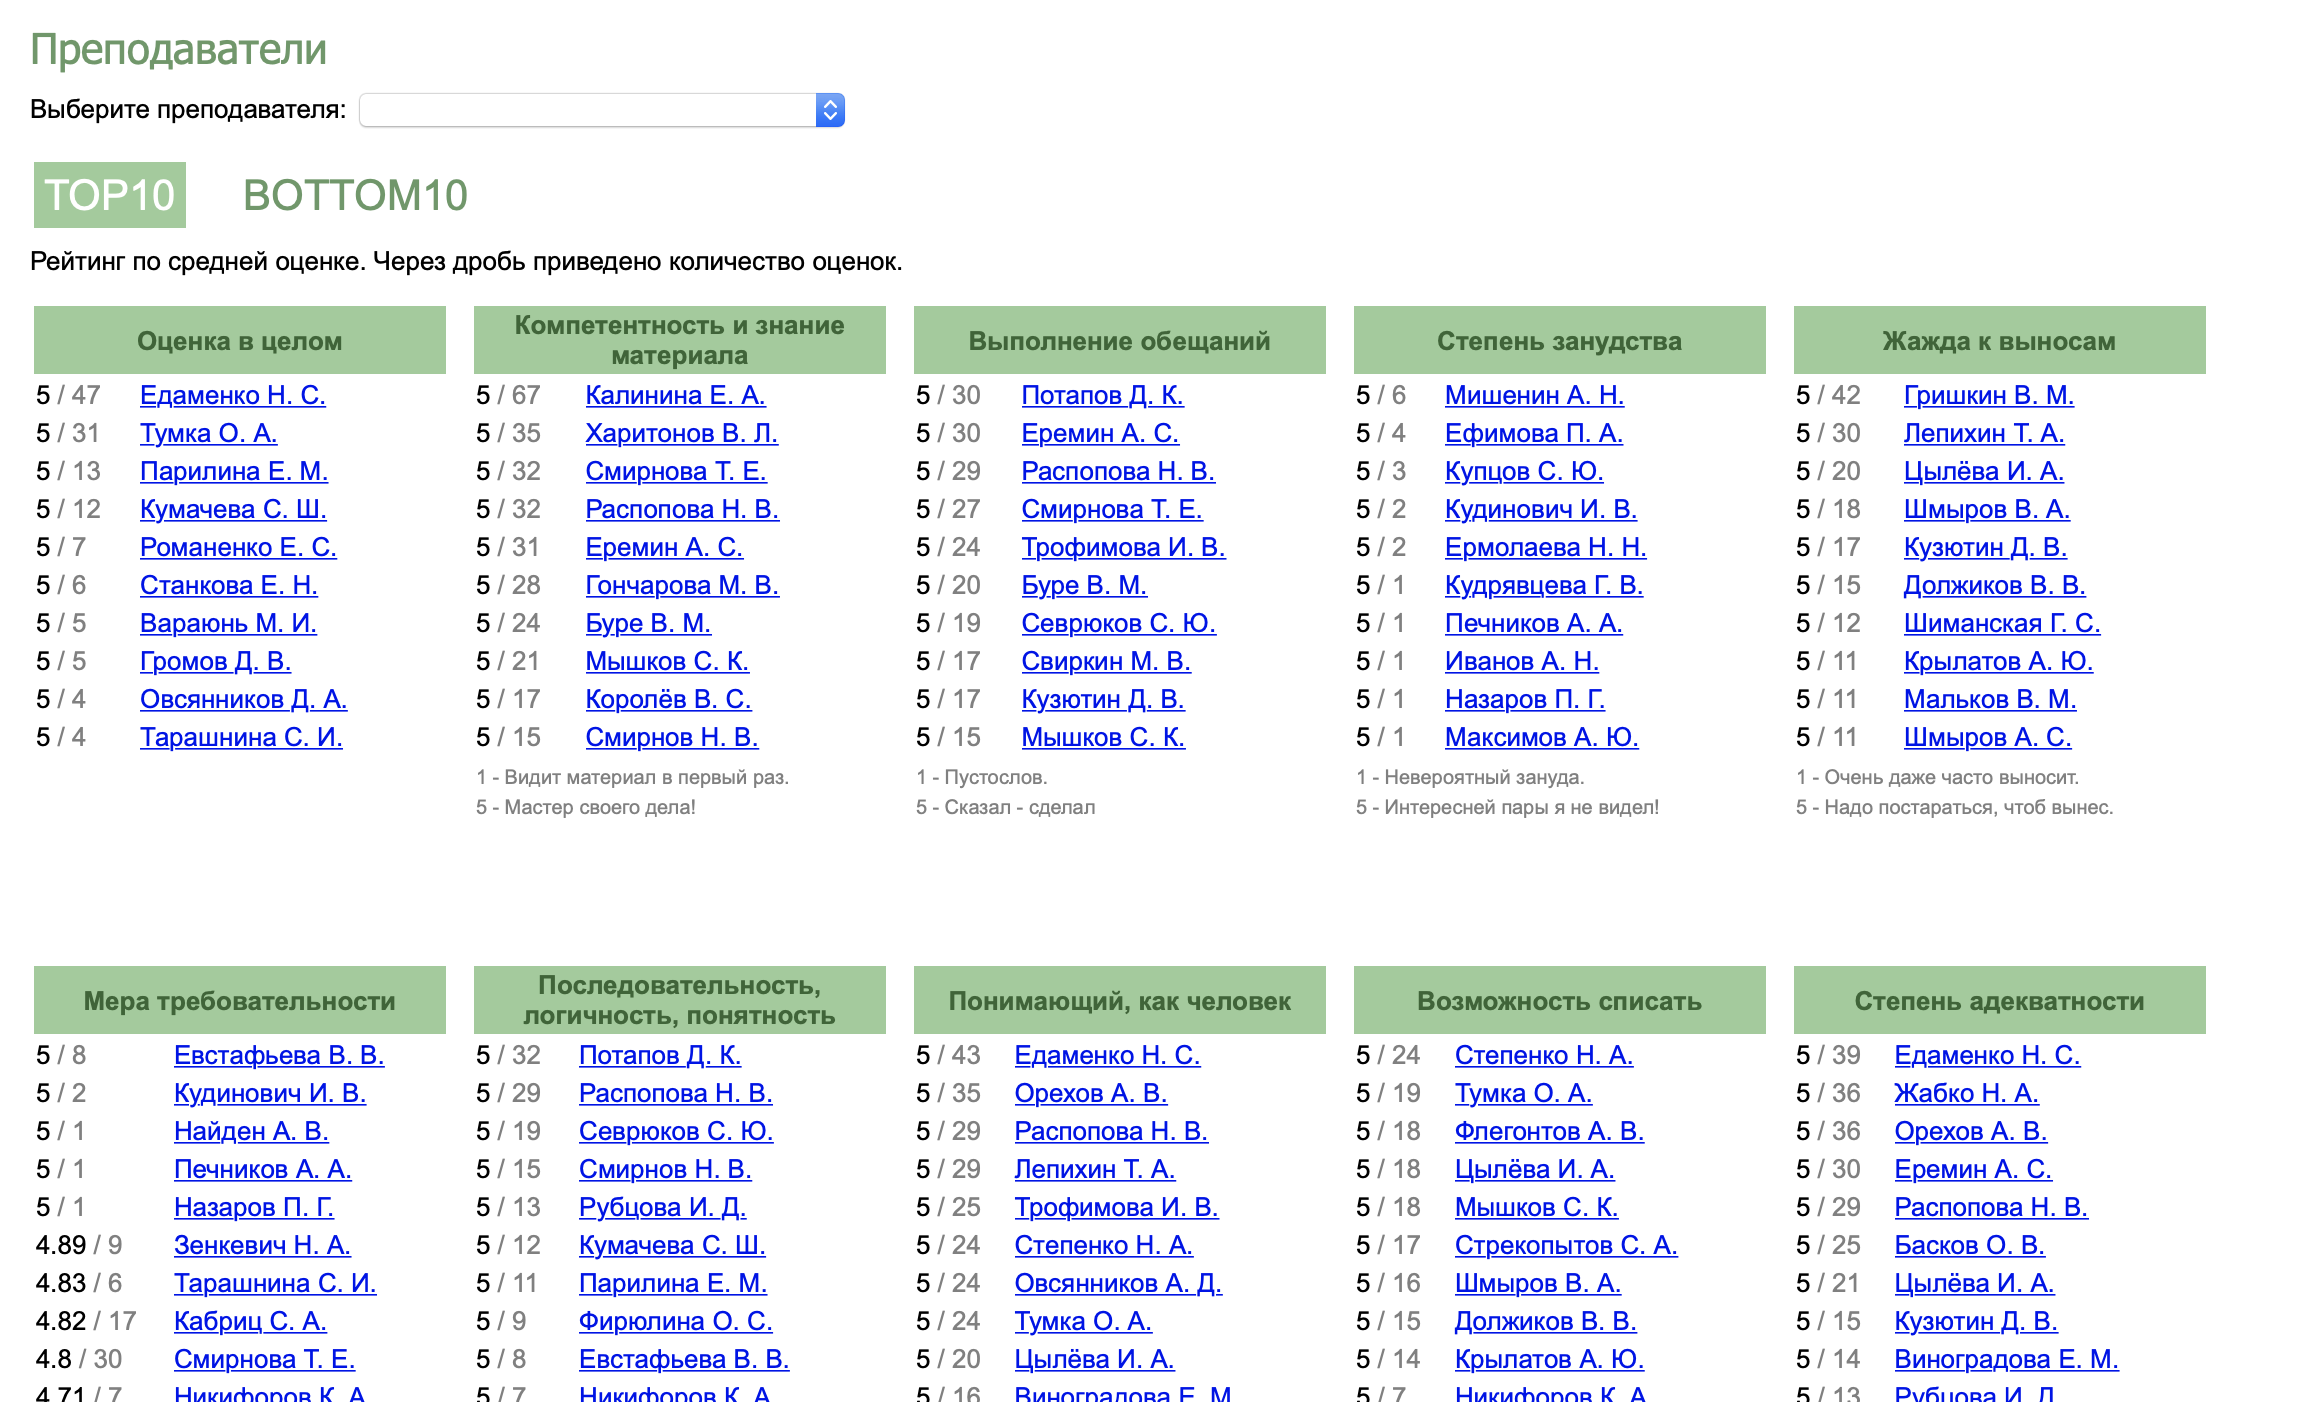 Преподаватели
Выберите преподавателя:
TOP10 BOTTOM10
Рейтинг по средней оценке. Через дробь приведено количество оценок.
Оценка в целом
5 / 47 Едаменко Н. С.
5 / 31 Тумка О. А.
5 / 13 Парилина Е. М.
5 / 12 Кумачева С. Ш.
5 / 7 Романенко Е. С.
5 / 6 Станкова Е. Н.
5 / 5 Вараюнь М. И.
5 / 5 Громов Д. В.
5 / 4 Овсянников Д. А.
5 / 4 Тарашнина С. И.
Компетентность и знание
материала
5 / 67 Калинина Е. А.
5 / 35 Харитонов В. Л.
5 / 32 Смирнова Т. Е.
5 / 32 Распопова Н. В.
5 / 31 Еремин А. С.
5 / 28 Гончарова М. В.
5 / 24 Буре В. М.
5 / 21 Мышков С. К.
5 / 17 Королёв В. С.
5 / 15 Смирнов Н. В.
1 - Видит материал в первый раз.
5 - Мастер своего дела!
Выполнение обещаний
5 / 30 Потапов Д. К.
5 / 30 Еремин А. С.
5 / 29 Распопова Н. В.
5 / 27 Смирнова Т. Е.
5 / 24 Трофимова И. В.
5 / 20 Буре В. М.
5 / 19 Севрюков С. Ю.
5 / 17 Свиркин М. В.
5 / 17 Кузютин Д. В.
5 / 15 Мышков С. К.
1 - Пустослов.
5 - Сказал - сделал
Степень занудства
5 / 6 Мишенин А. Н.
5 / 4 Ефимова П. А.
5 / 3 Купцов С. Ю.
5 / 2 Кудинович И. В.
5 / 2 Ермолаева Н. Н.
5 / 1 Кудрявцева Г. В.
5 / 1 Печников А. А.
5 / 1 Иванов А. Н.
5 / 1 Назаров П. Г.
5 / 1 Максимов А. Ю.
1 - Невероятный зануда.
5 - Интересней пары я не видел!
Жажда к выносам
5 / 42 Гришкин В. М.
5 / 30 Лепихин Т. А.
5 / 20 Цылёва И. А.
5 / 18 Шмыров В. А.
5 / 17 Кузютин Д. В.
5 / 15 Должиков В. В.
5 / 12 Шиманская Г. С.
5 / 11 Крылатов А. Ю.
5 / 11 Мальков В. М.
5 / 11 Шмыров А. С.
1 - Очень даже часто выносит.
5 - Надо постараться, чтоб вынес.
Мера требовательности
5 / 8 Евстафьева В. В.
5 / 2 Кудинович И. В.
5 / 1 Найден А. В.
5 / 1 Печников А. А.
5 / 1 Назаров П. Г.
4.89 / 9 Зенкевич Н. А.
4.83 / 6 Тарашнина С. И.
4.82 / 17 Кабриц С. А.
4.8 / 30 Смирнова Т. Е.
4.71 / 7 Никифоров К. А.
Последовательность,
логичность, понятность
5 / 32 Потапов Д. К.
5 / 29 Распопова Н. В.
5 / 19 Севрюков С. Ю.
5 / 15 Смирнов Н. В.
5 / 13 Рубцова И. Д.
5 / 12 Кумачева С. Ш.
5 / 11 Парилина Е. М.
5 / 9 Фирюлина О. С.
5 / 8 Евстафьева В. В.
5 / 7 Никифоров К. А.
Понимающий, как человек
5 / 43 Едаменко Н. С.
5 / 35 Орехов А. В.
5 / 29 Распопова Н. В.
5 / 29 Лепихин Т. А.
5 / 25 Трофимова И. В.
5 / 24 Степенко Н. А.
5 / 24 Овсянников А. Д.
5 / 24 Тумка О. А.
5 / 20 Цылёва И. А.
5 / 16 Виноградова Е. М.
Возможность списать
5 / 24 Степенко Н. А.
5 / 19 Тумка О. А.
5 / 18 Флегонтов А. В.
5 / 18 Цылёва И. А.
5 / 18 Мышков С. К.
5 / 17 Стрекопытов С. А.
5 / 16 Шмыров В. А.
5 / 15 Должиков В. В.
5 / 14 Крылатов А. Ю.
5 / 7 Никифоров К. А.
Степень адекватности
5 / 39 Едаменко Н. С.
5 / 36 Жабко Н. А.
5 / 36 Орехов А. В.
5 / 30 Еремин А. С.
5 / 29 Распопова Н. В.
5 / 25 Басков О. В.
5 / 21 Цылёва И. А.
5 / 15 Кузютин Д. В.
5 / 14 Виноградова Е. М.
5 / 13 Рубцова И. Д.